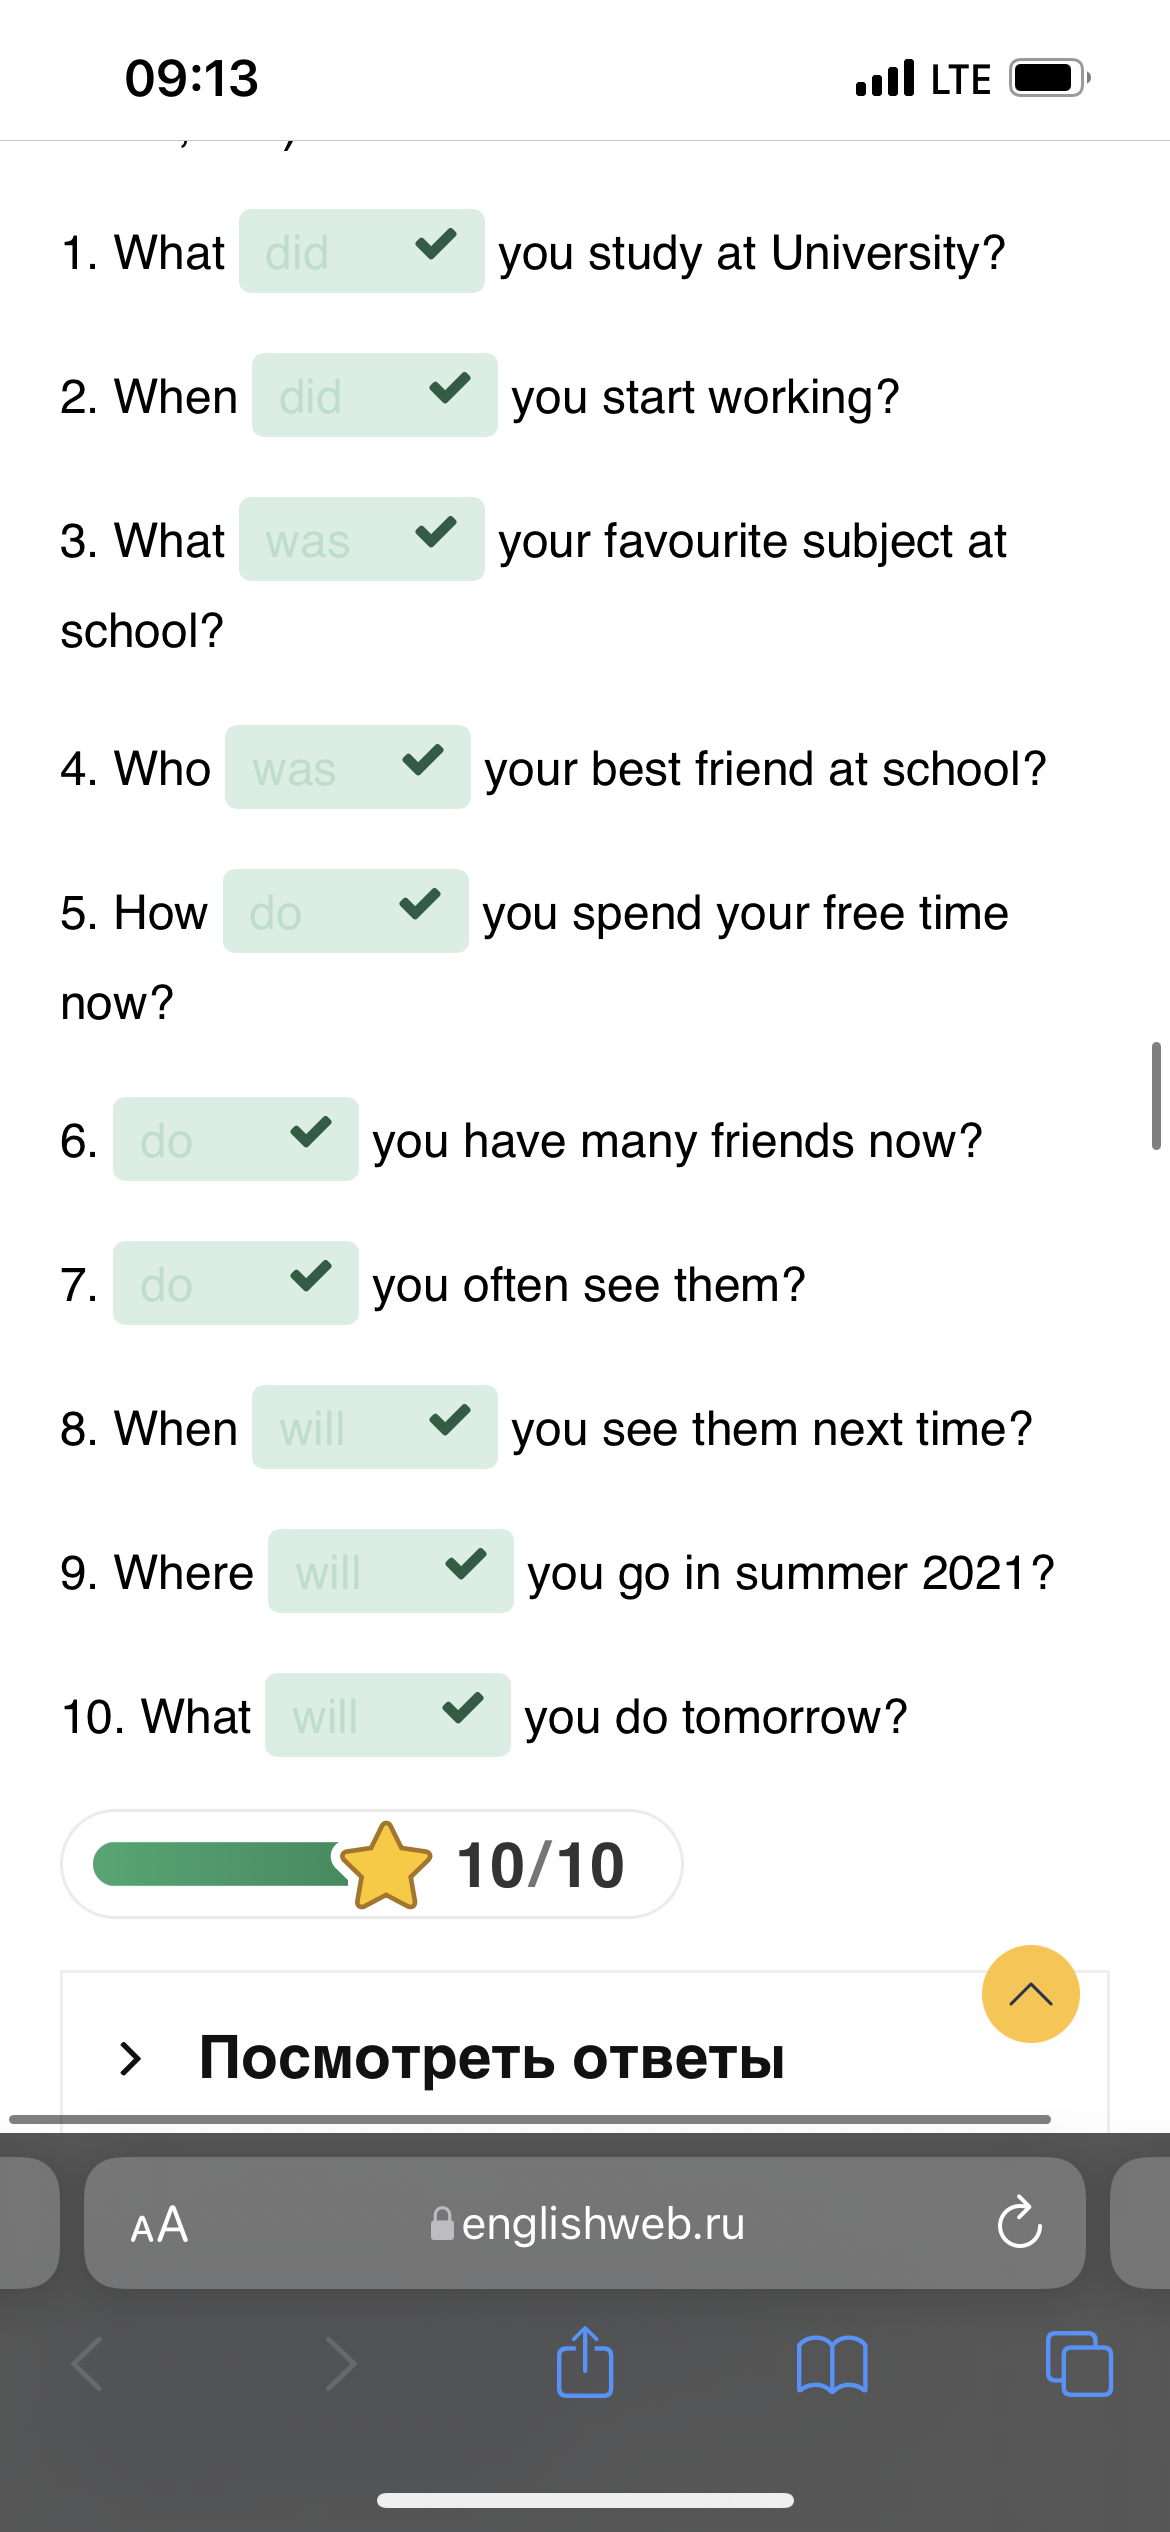 09:13 LTE
1. What did you study at University?
2. When did you start working?
3. What was your favourite subject at
school?
4. Who was your best friend at school?
5. How do you spend your free time
now?
6. do you have many friends now?
7. do you often see them?
8. When will you see them next time?
9. Where will you go in summer 2021?
10. What will you do tomorrow?
10/10
Посмотреть ответы
AA englishweb.ru